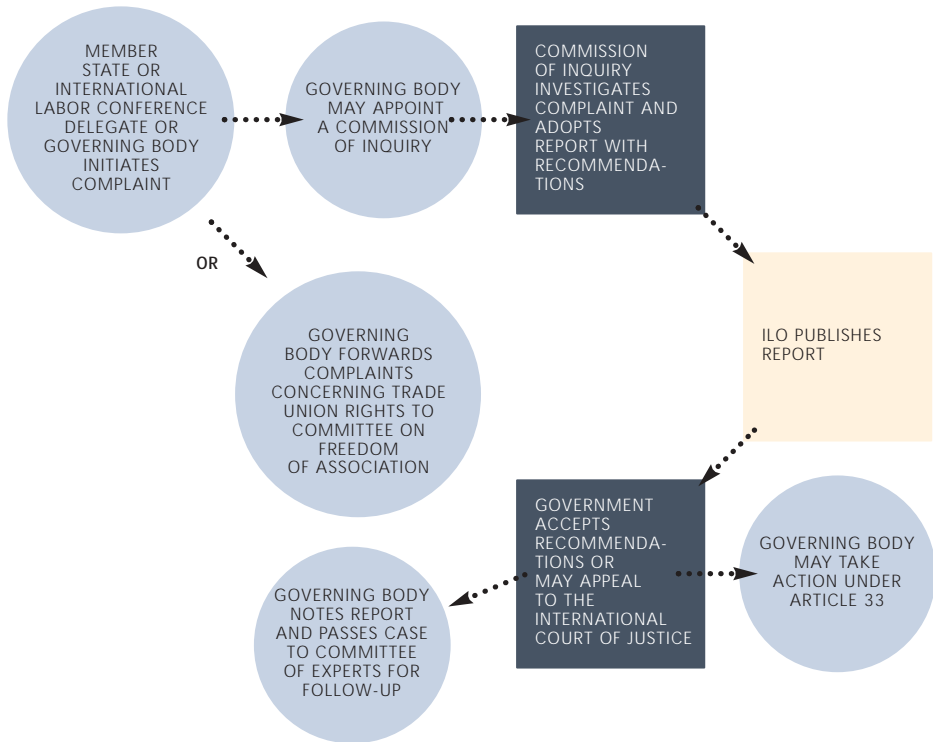 MEMBER
STATE OR
INTERNATIONAL
LABOR CONFERENCE
DELEGATE OR
GOVERNING BODY
INITIATES
COMPLAINT
GOVERNING BODY
MAY APPOINT
A COMMISSION
OF INQUIRY
COMMISSION
OF INQUIRY
INVESTIGATES
COMPLAINT AND
ADOPTS
REPORT WITH
RECOMMENDA-
TIONS
OR
GOVERNING
BODY FORWARDS
COMPLAINTS
CONCERNING TRADE
UNION RIGHTS TO
COMMITTEE ON
FREEDOM
OF ASSOCIATION
ILO PUBLISHES
REPORT
GOVERNMENT
ACCEPTS
RECOMMENDA-
TIONS OR
MAY APPEAL
TO THE
INTERNATIONAL
COURT OF JUSTICE
GOVERNING BODY
MAY TAKE
ACTION UNDER
ARTICLE 33
GOVERNING BODY
NOTES REPORT
AND PASSES CASE
TO COMMITTEE
OF EXPERTS FOR
FOLLOW-UP